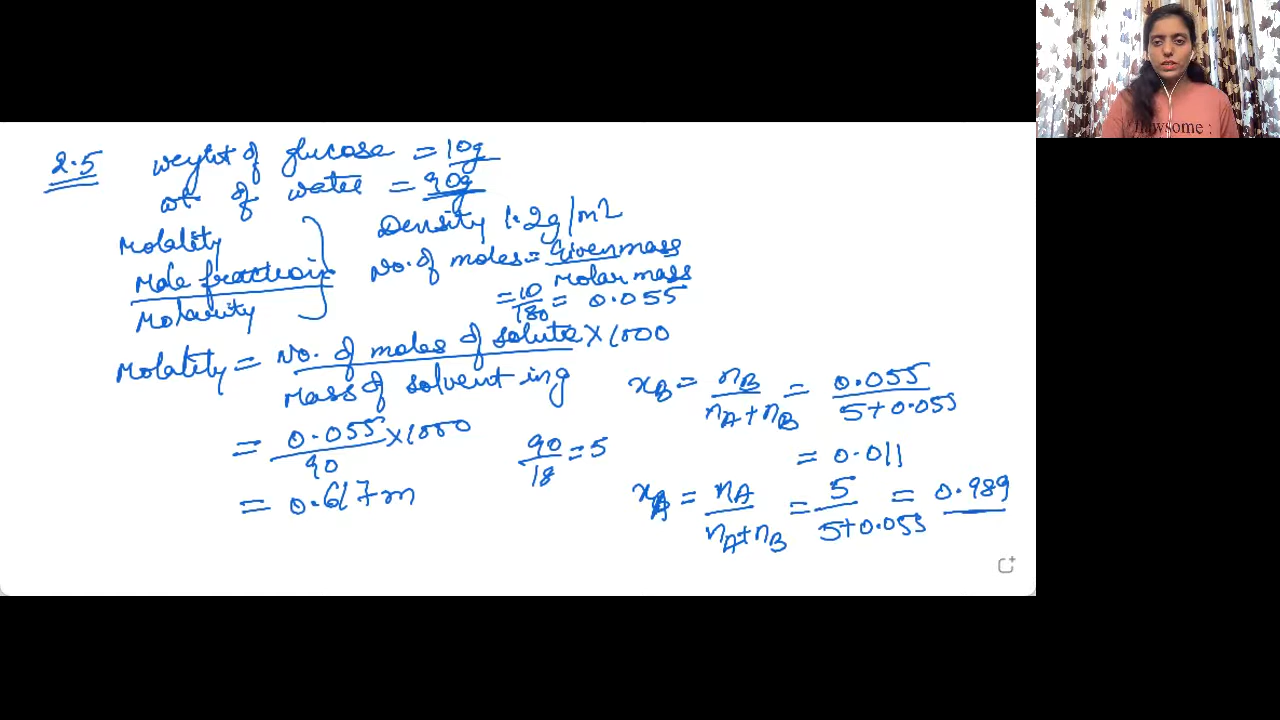 2.5 weight of glucose = 10g
wt of water = 90g
Molality
Mole fraction
Molarity
Density 1.2g/ml
No. of moles = Given mass
Molar mass
= 10/180 = 0.055
Molality = No. of moles of solute × 1000
Mass of solvent in g
= 0.055/90 × 1000
= 0.617m
90/18 = 5
xB = nB/nA+nB = 0.055/5+0.055
= 0.011
xA = nA/nA+nB = 5/5+0.055 = 0.989